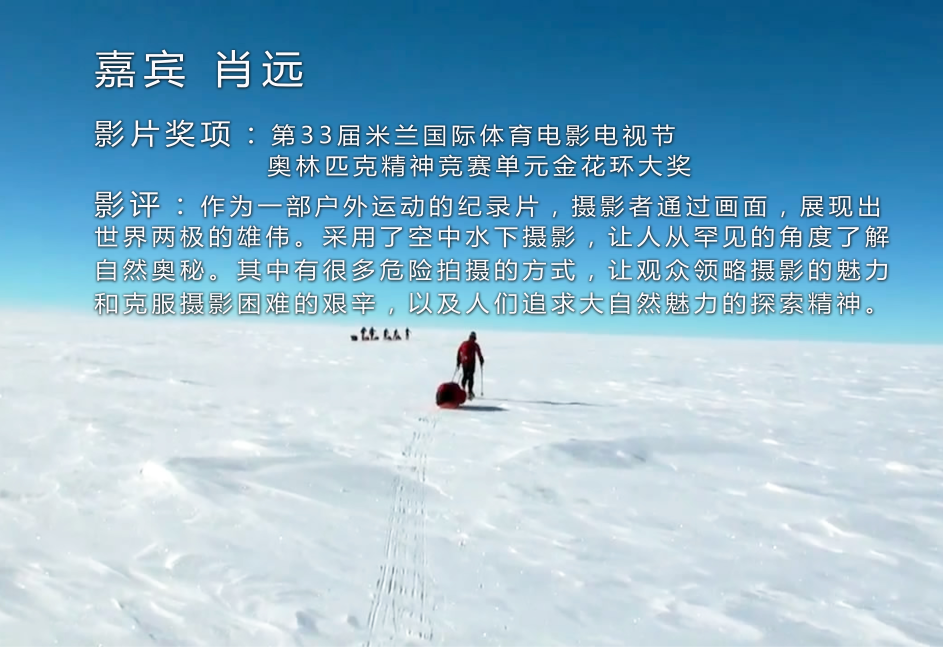 嘉宾 肖远
影片奖项：第33届米兰国际体育电影电视节
奥林匹克精神竞赛单元金花环大奖
影评：作为一部户外运动的纪录片，摄影者通过画面，展现出
世界两极的雄伟。采用了空中水下摄影，让人从罕见的角度了解
自然奥秘。其中有很多危险拍摄的方式，让观众领略摄影的魅力
和克服摄影困难的艰辛，以及人们追求大自然魅力的探索精神。